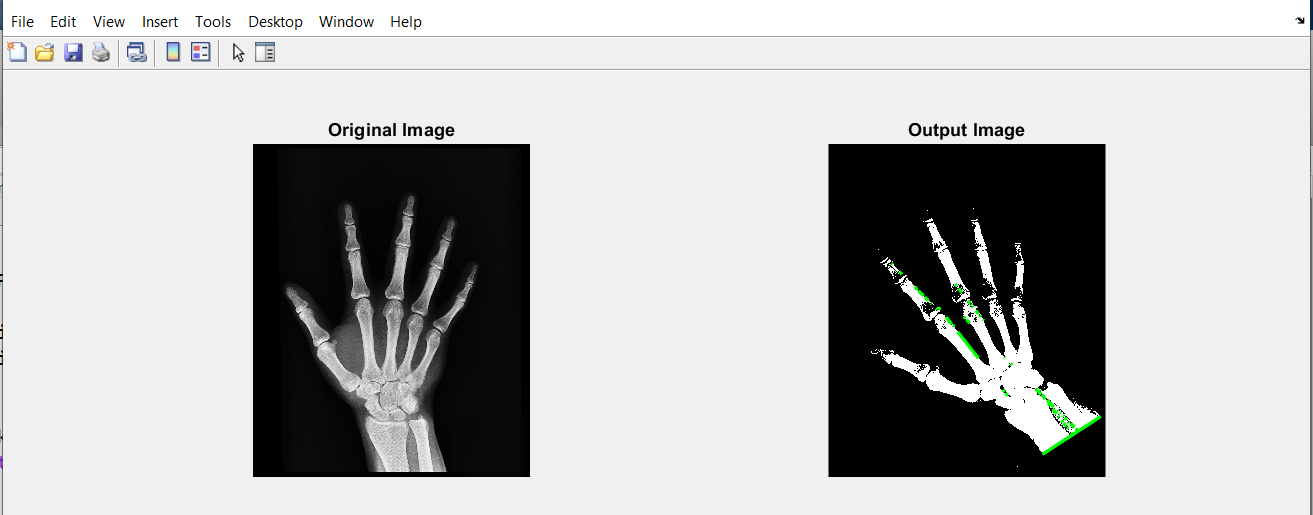 File Edit View Insert Tools Desktop Window Help
Original Image
Output Image